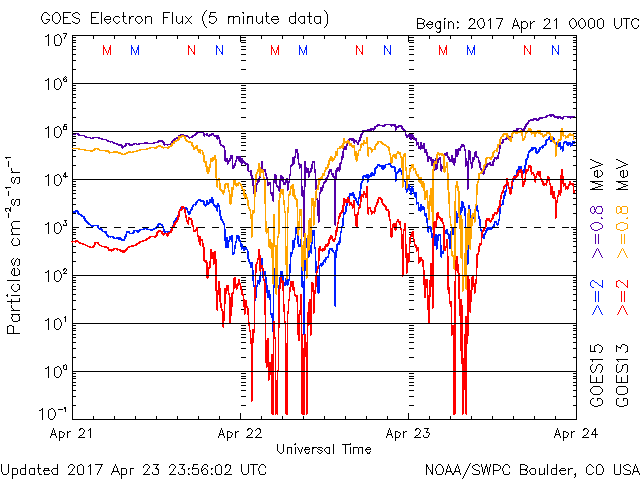 GOES Electron Flux (5 minute data)
Begin: 2017 Apr 21 0000 UTC
10⁷
M M N N M M N N M M N N
10⁶
10⁵
10⁴
10³
10²
10¹
10⁰
10⁻¹
Particles cm⁻²s⁻¹sr⁻¹
Apr 21 Apr 22 Apr 23 Apr 24
Universal Time
GOES15 >=2 >=0.8 MeV
GOES13 >=2 >=0.8 MeV
Updated 2017 Apr 23 23:56:02 UTC
NOAA/SWPC Boulder, CO USA